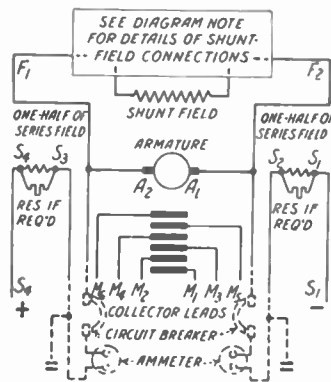 SEE DIAGRAM NOTE
FOR DETAILS OF SHUNT-
FIELD CONNECTIONS
F1
F2
SHUNT FIELD
ONE-HALF OF
SERIES FIELD
ONE-HALF OF
SERIES FIELD
ARMATURE
S4 S3
A2 A1
S2 S1
RES IF
REQ'D
RES IF
REQ'D
S4
+
M6 M4 M2
M1 M3 M5
S1
−
COLLECTOR LEADS
CIRCUIT BREAKER
AMMETER